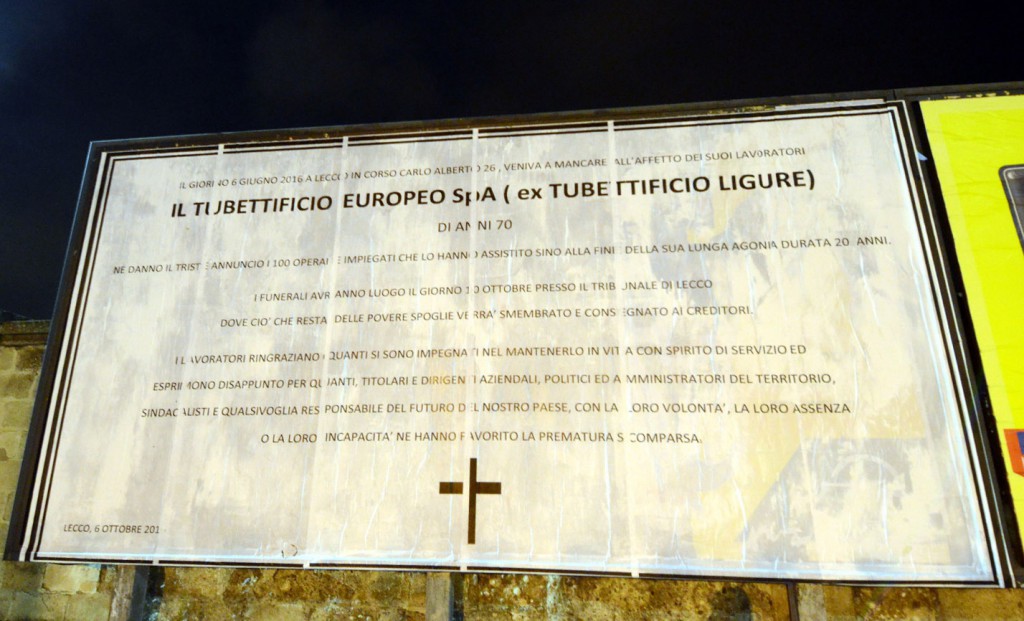 IL GIORNO 6 GIUGNO 2016 A LECCO IN CORSO CARLO ALBERTO 26 , VENIVA A MANCARE ALL'AFFETTO DEI SUOI LAVORATORI
IL TUBETTIFICIO EUROPEO SpA ( ex TUBETTIFICIO LIGURE)
DI ANNI 70
NE DANNO IL TRISTE ANNUNCIO I 100 OPERAI E IMPIEGATI CHE LO HANNO ASSISTITO SINO ALLA FINE DELLA SUA LUNGA AGONIA DURATA 20 ANNI.
I FUNERALI AVRANNO LUOGO IL GIORNO 10 OTTOBRE PRESSO IL TRIBUNALE DI LECCO
DOVE CIO' CHE RESTA DELLE POVERE SPOGLIE VERRA' SMEMBRATO E CONSEGNATO AI CREDITORI.
I LAVORATORI RINGRAZIANO QUANTI SI SONO IMPEGNATI NEL MANTENERLO IN VITA CON SPIRITO DI SERVIZIO ED
ESPRIMONO DISAPPUNTO PER QUANTI, TITOLARI E DIRIGENTI AZIENDALI, POLITICI ED AMMINISTRATORI DEL TERRITORIO,
SINDACALISTI E QUALSIVOGLIA RESPONSABILE DEL FUTURO DEL NOSTRO PAESE, CON LA LORO VOLONTA', LA LORO ASSENZA
O LA LORO INCAPACITA' NE HANNO FAVORITO LA PREMATURA SCOMPARSA.
LECCO, 6 OTTOBRE 201